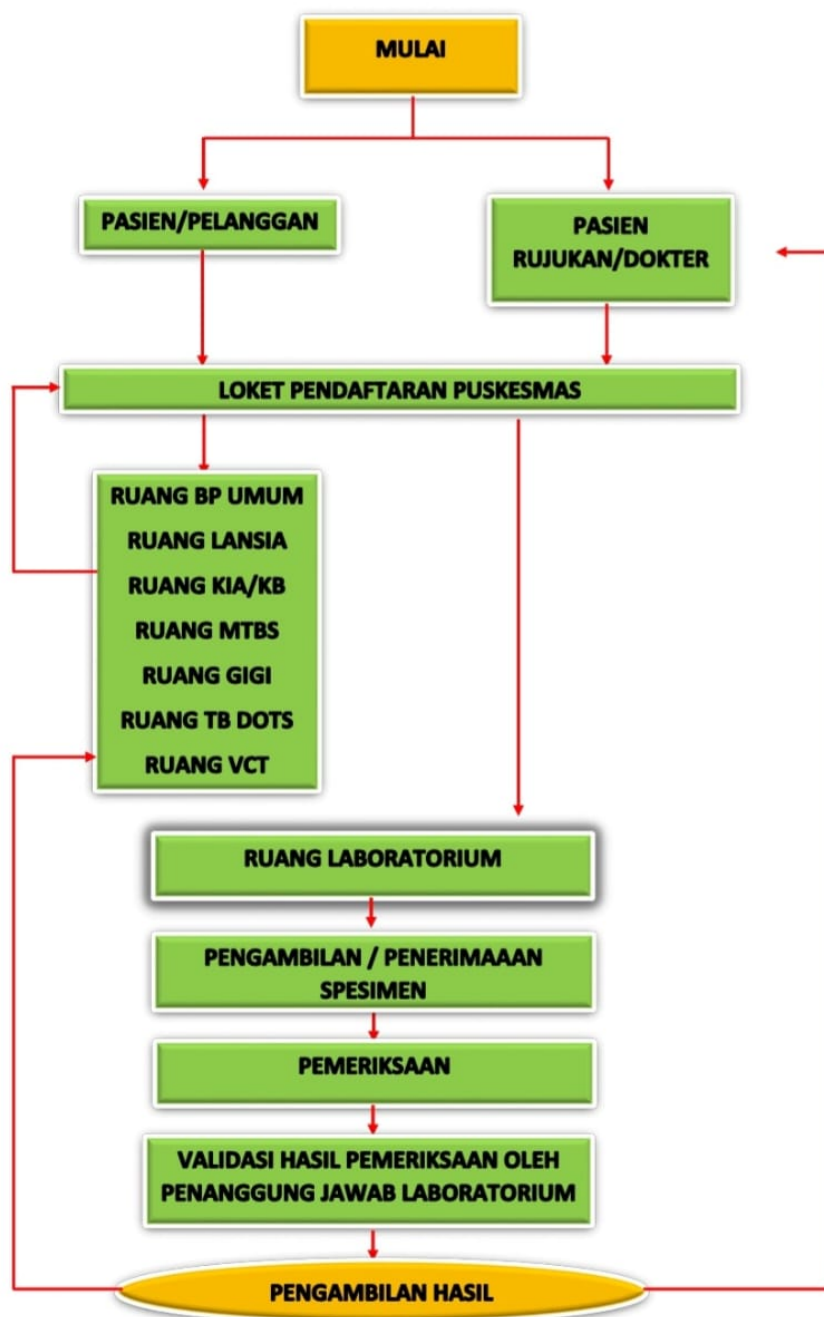 MULAI
PASIEN/PELANGGAN
PASIEN
RUJUKAN/DOKTER
LOKET PENDAFTARAN PUSKESMAS
RUANG BP UMUM
RUANG LANSIA
RUANG KIA/KB
RUANG MTBS
RUANG GIGI
RUANG TB DOTS
RUANG VCT
RUANG LABORATORIUM
PENGAMBILAN / PENERIMAAAN
SPESIMEN
PEMERIKSAAN
VALIDASI HASIL PEMERIKSAAN OLEH
PENANGGUNG JAWAB LABORATORIUM
PENGAMBILAN HASIL